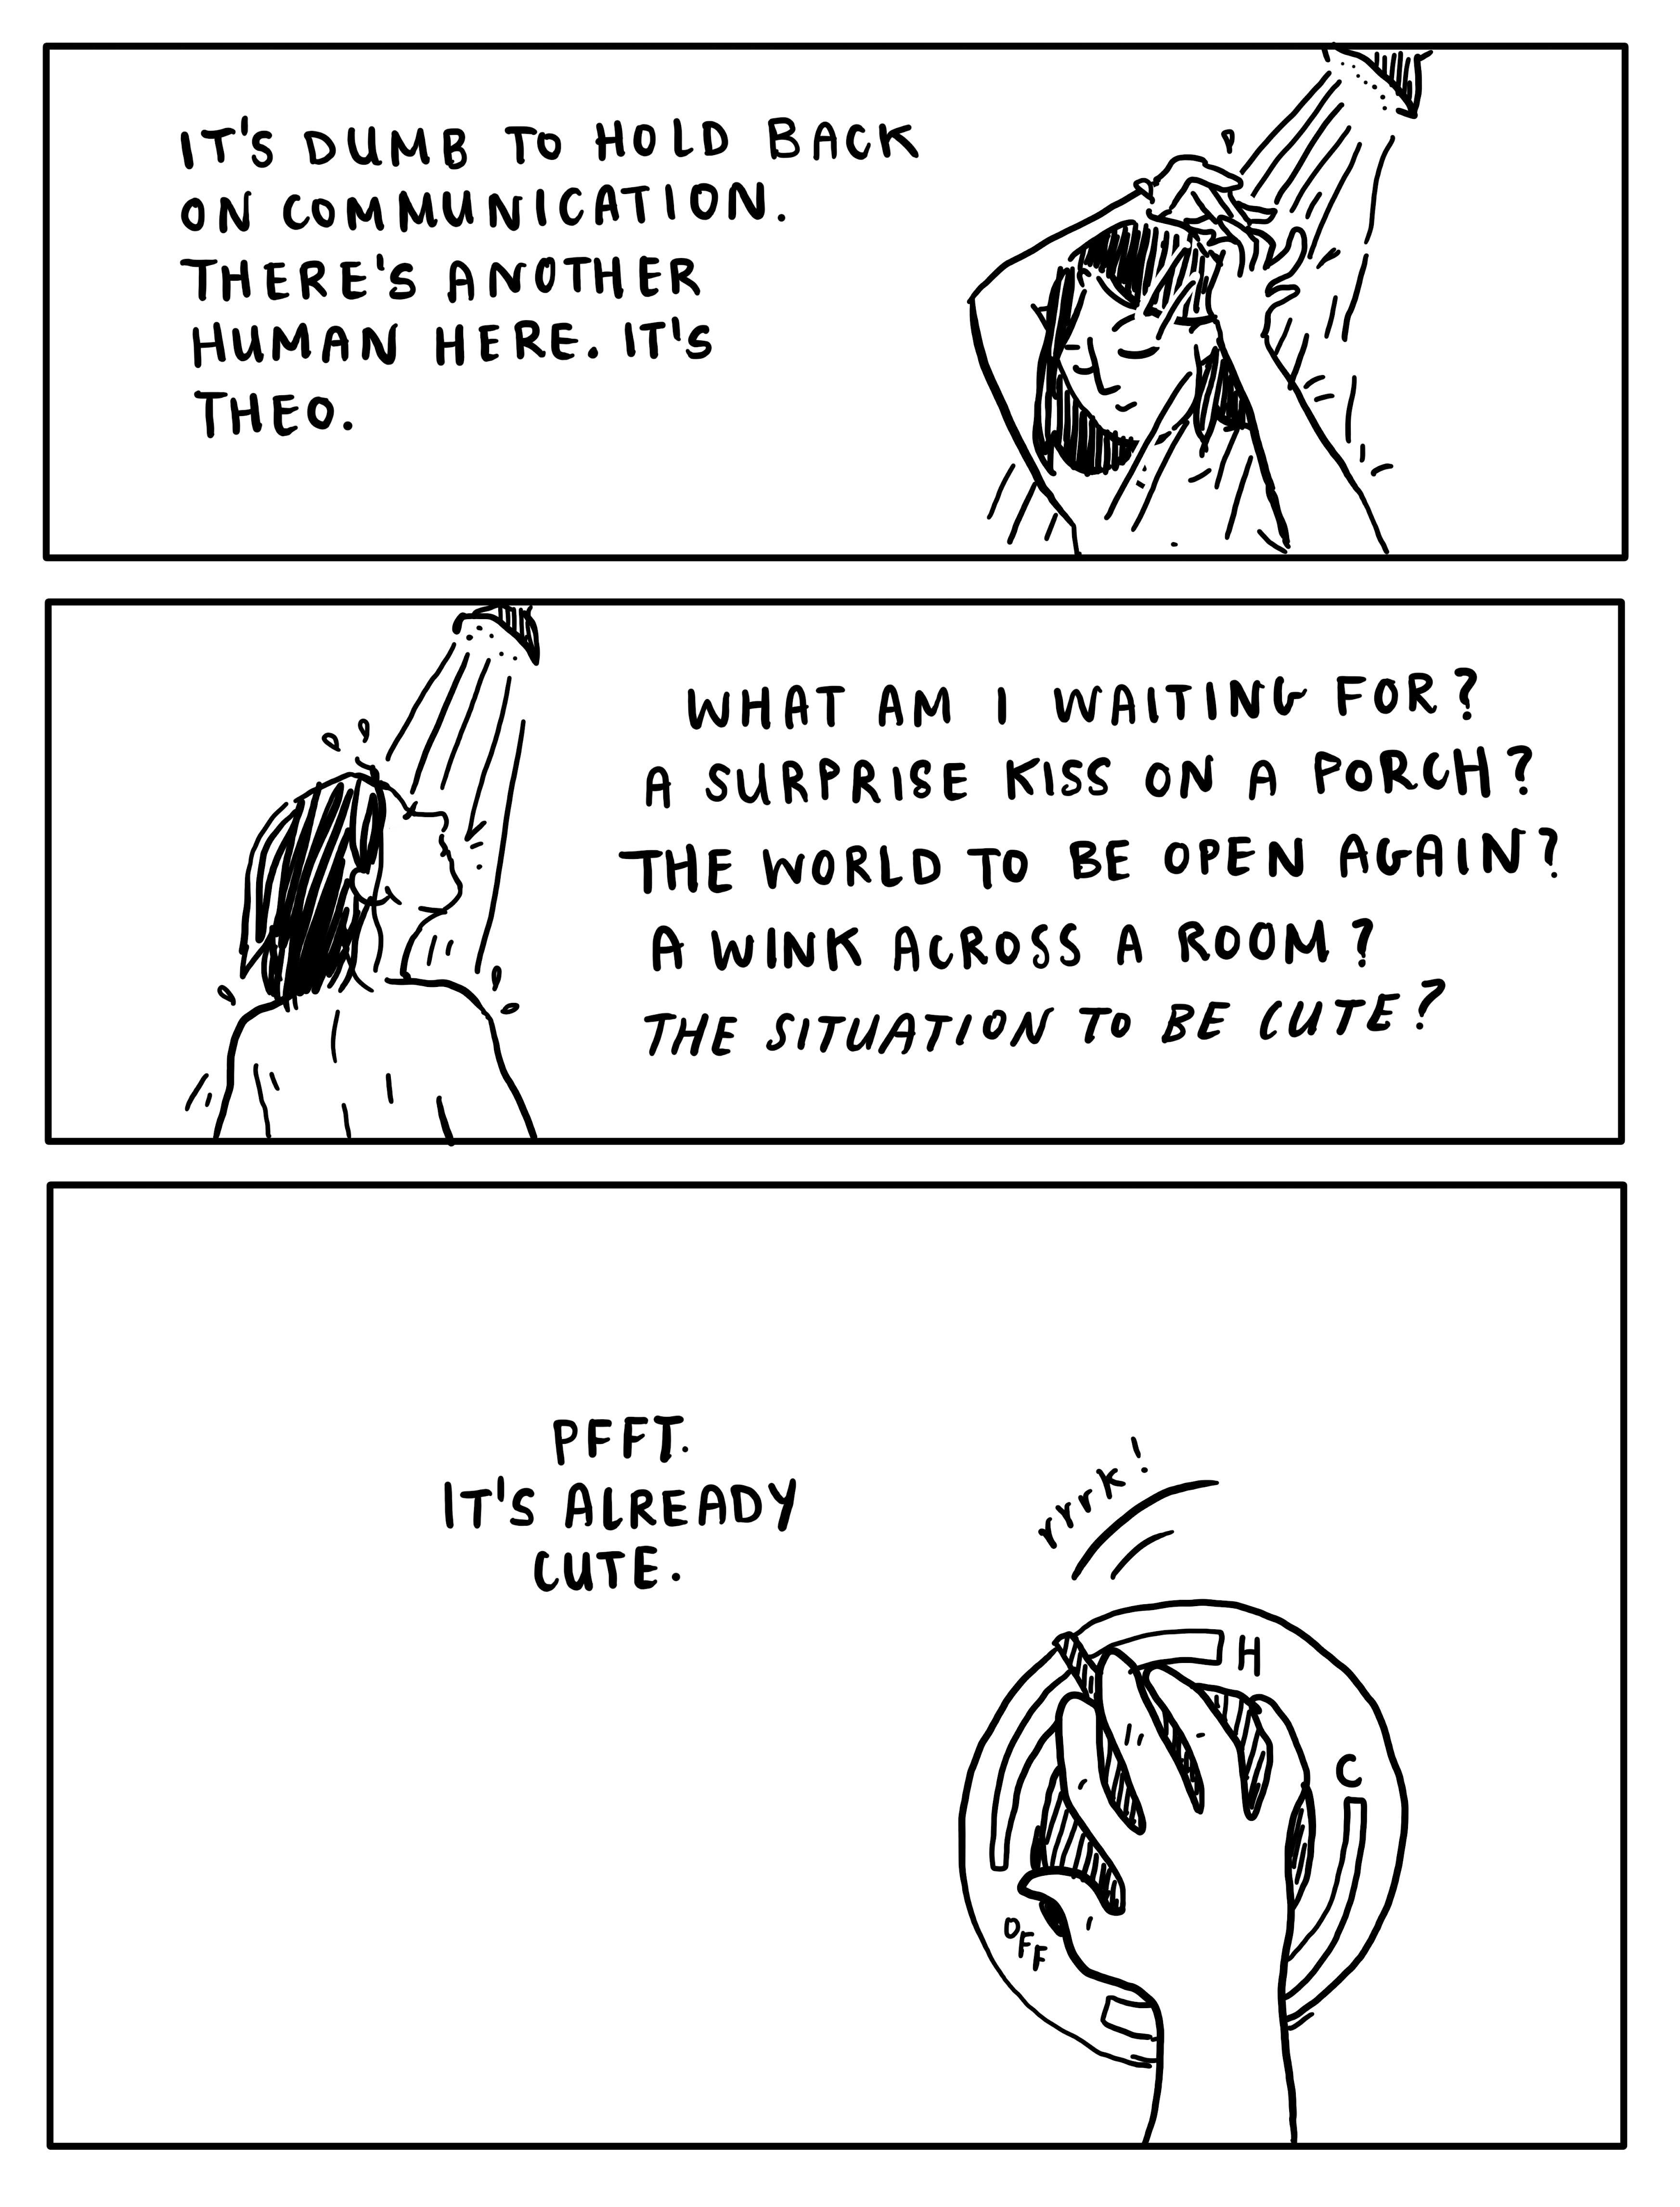 IT'S DUMB TO HOLD BACK
ON COMMUNICATION.
THERE'S ANOTHER
HUMAN HERE. IT'S
THEO.
WHAT AM I WAITING FOR?
A SURPRISE KISS ON A PORCH?
THE WORLD TO BE OPEN AGAIN?
A WINK ACROSS A ROOM?
THE SITUATION TO BE CUTE?
PFFT.
IT'S ALREADY
CUTE.
rrrk!
H
C
OFF